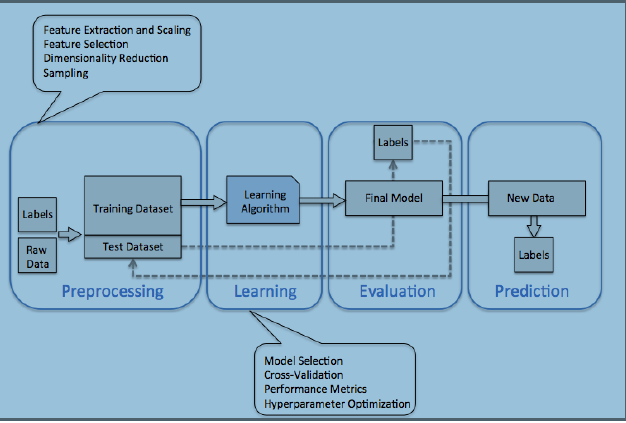 Feature Extraction and Scaling
Feature Selection
Dimensionality Reduction
Sampling
Labels
Raw
Data
Training Dataset
Test Dataset
Preprocessing
Learning
Algorithm
Learning
Labels
Final Model
Evaluation
New Data
Labels
Prediction
Model Selection
Cross-Validation
Performance Metrics
Hyperparameter Optimization